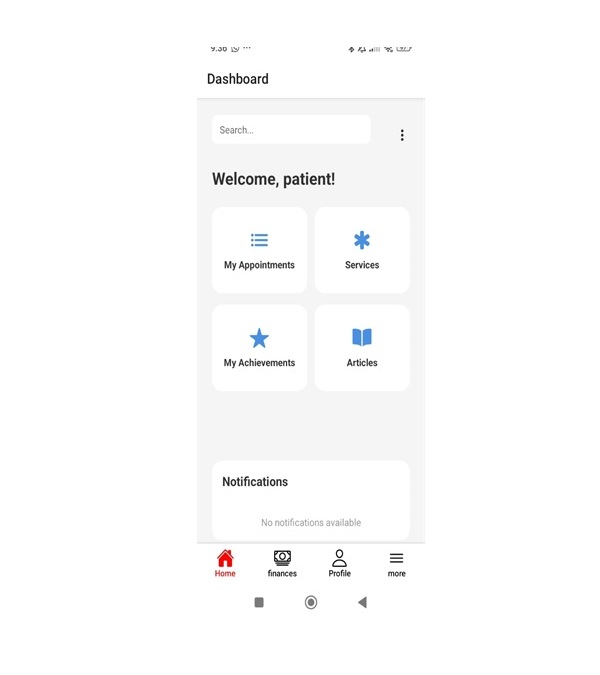 9:36
Dashboard
Search...
Welcome, patient!
My Appointments
Services
My Achievements
Articles
Notifications
No notifications available
Home
finances
Profile
more